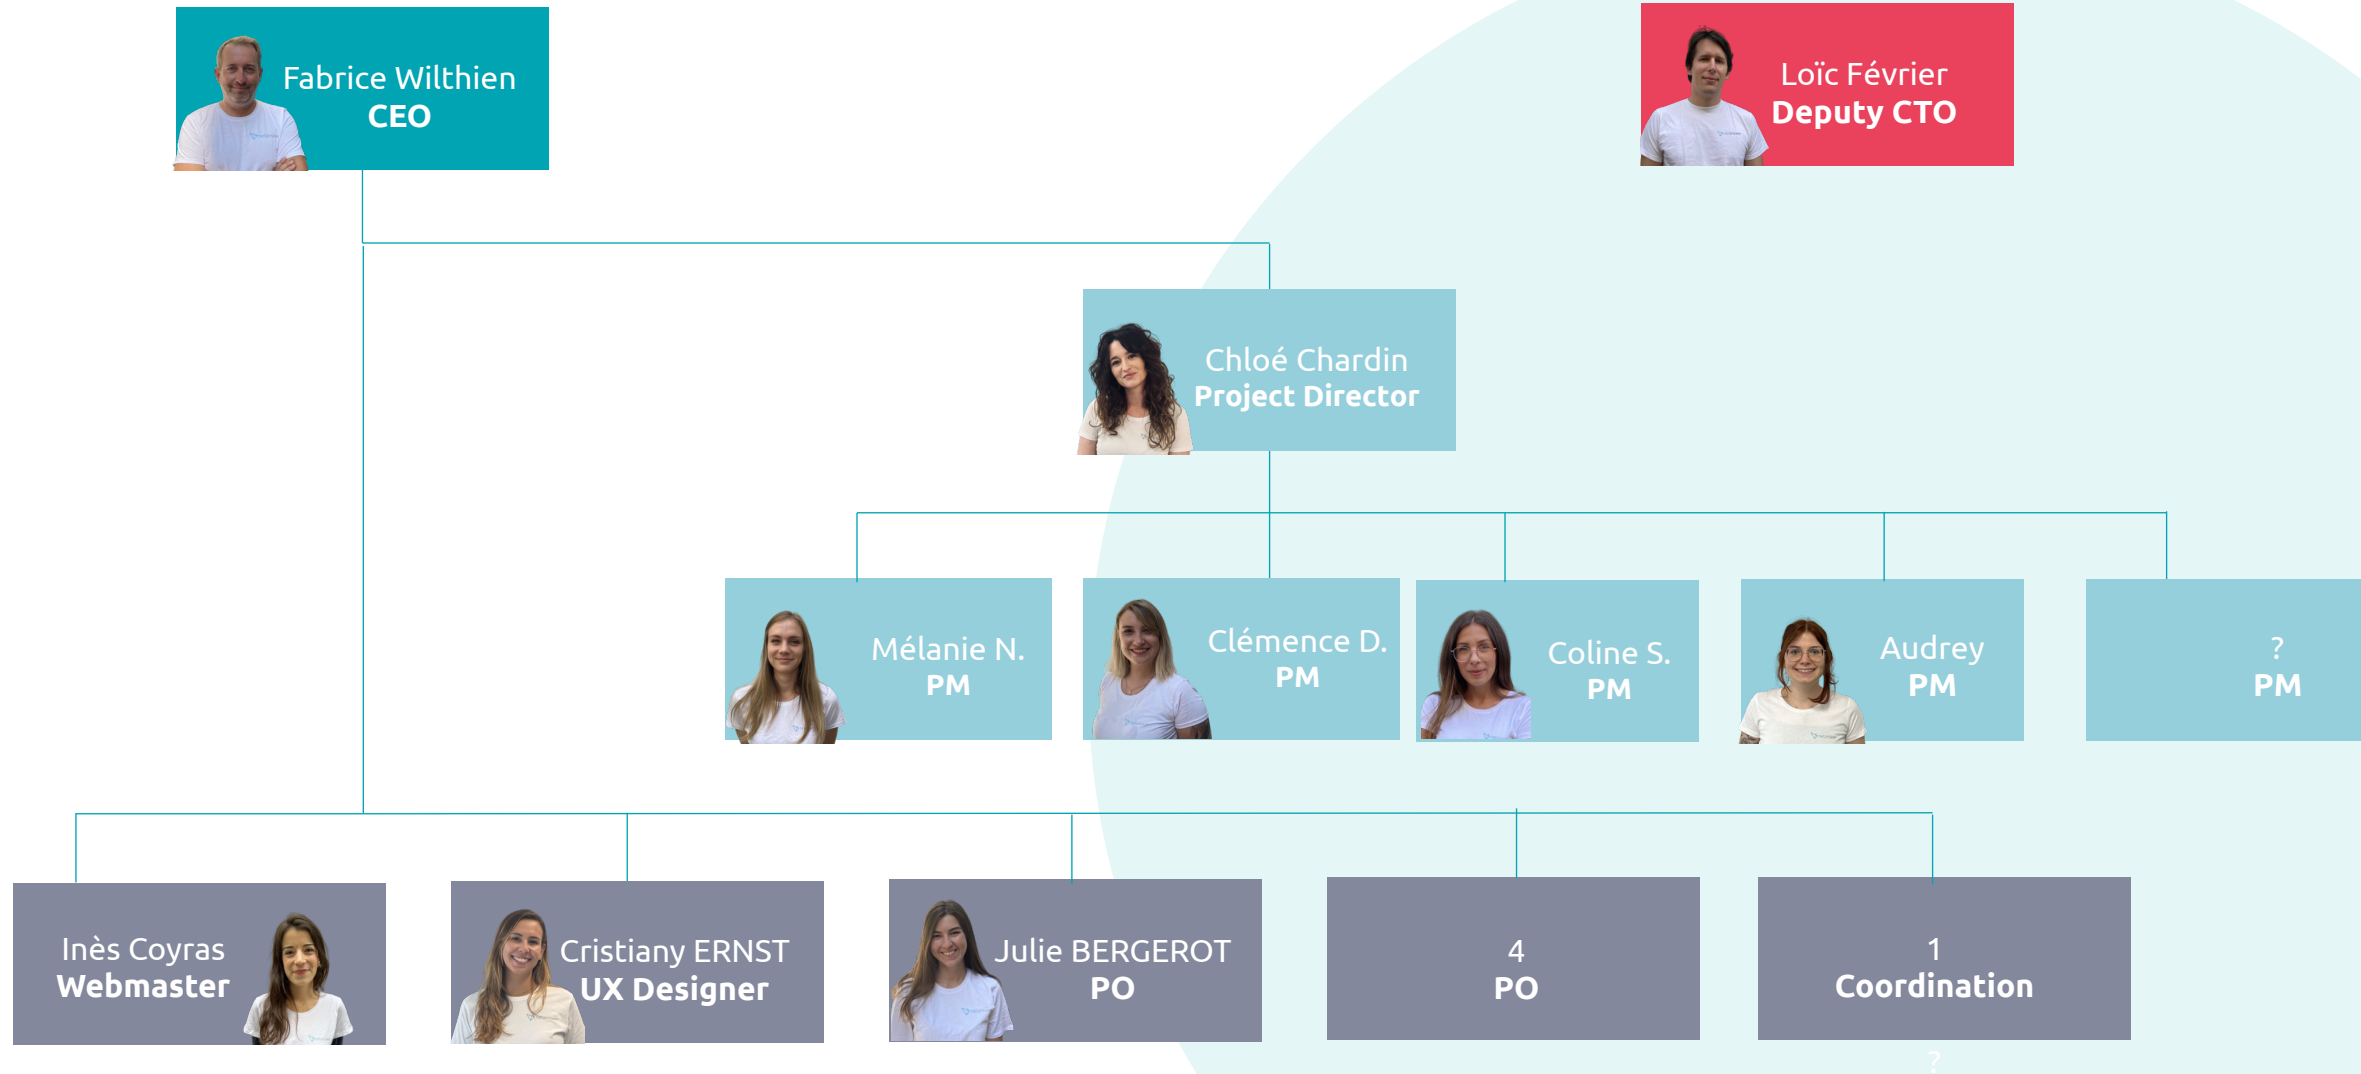 Fabrice Wilthien
CEO
Loïc Février
Deputy CTO
Chloé Chardin
Project Director
Mélanie N.
PM
Clémence D.
PM
Coline S.
PM
Audrey
PM
?
PM
Inès Coyras
Webmaster
Cristiany ERNST
UX Designer
Julie BERGEROT
PO
4
PO
1
Coordination
?